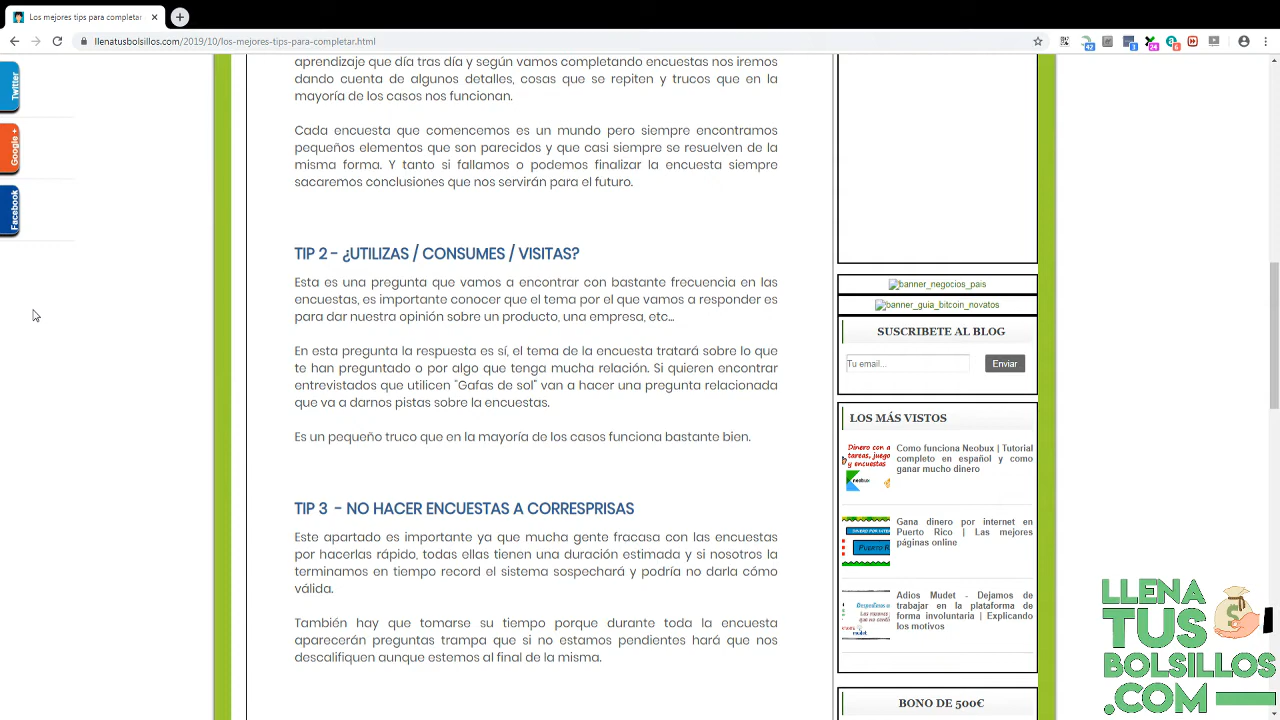 Los mejores tips para completar
llenatusbolsillos.com/2019/10/los-mejores-tips-para-completar.html
Twitter
Google +
Facebook
aprendizaje que día tras día y según vamos completando encuestas nos iremos
dando cuenta de algunos detalles, cosas que se repiten y trucos que en la
mayoría de los casos nos funcionan.
Cada encuesta que comencemos es un mundo pero siempre encontramos
pequeños elementos que son parecidos y que casi siempre se resuelven de la
misma forma. Y tanto si fallamos o podemos finalizar la encuesta siempre
sacaremos conclusiones que nos servirán para el futuro.
TIP 2 - ¿UTILIZAS / CONSUMES / VISITAS?
Esta es una pregunta que vamos a encontrar con bastante frecuencia en las
encuestas, es importante conocer que el tema por el que vamos a responder es
para dar nuestra opinión sobre un producto, una empresa, etc...
En esta pregunta la respuesta es sí, el tema de la encuesta tratará sobre lo que
te han preguntado o por algo que tenga mucha relación. Si quieren encontrar
entrevistados que utilicen "Gafas de sol" van a hacer una pregunta relacionada
que va a darnos pistas sobre la encuestas.
Es un pequeño truco que en la mayoría de los casos funciona bastante bien.
TIP 3 - NO HACER ENCUESTAS A CORRESPRISAS
Este apartado es importante ya que mucha gente fracasa con las encuestas
por hacerlas rápido, todas ellas tienen una duración estimada y si nosotros la
terminamos en tiempo record el sistema sospechará y podría no darla cómo
válida.
También hay que tomarse su tiempo porque durante toda la encuesta
aparecerán preguntas trampa que si no estamos pendientes hará que nos
descalifiquen aunque estemos al final de la misma.
banner_negocios_pais
banner_guia_bitcoin_novatos
SUSCRIBETE AL BLOG
Tu email...
Enviar
LOS MÁS VISTOS
Dinero con a
tareas, juego
y encuestas
neobux
Como funciona Neobux | Tutorial
completo en español y como
ganar mucho dinero
DINERO POR INTER
PUERTO R
Gana dinero por internet en
Puerto Rico | Las mejores
páginas online
mudet
Adios Mudet - Dejamos de
trabajar en la plataforma de
forma involuntaria | Explicando
los motivos
BONO DE 500€
LLENA
TUS
BOLSILLOS
.COM